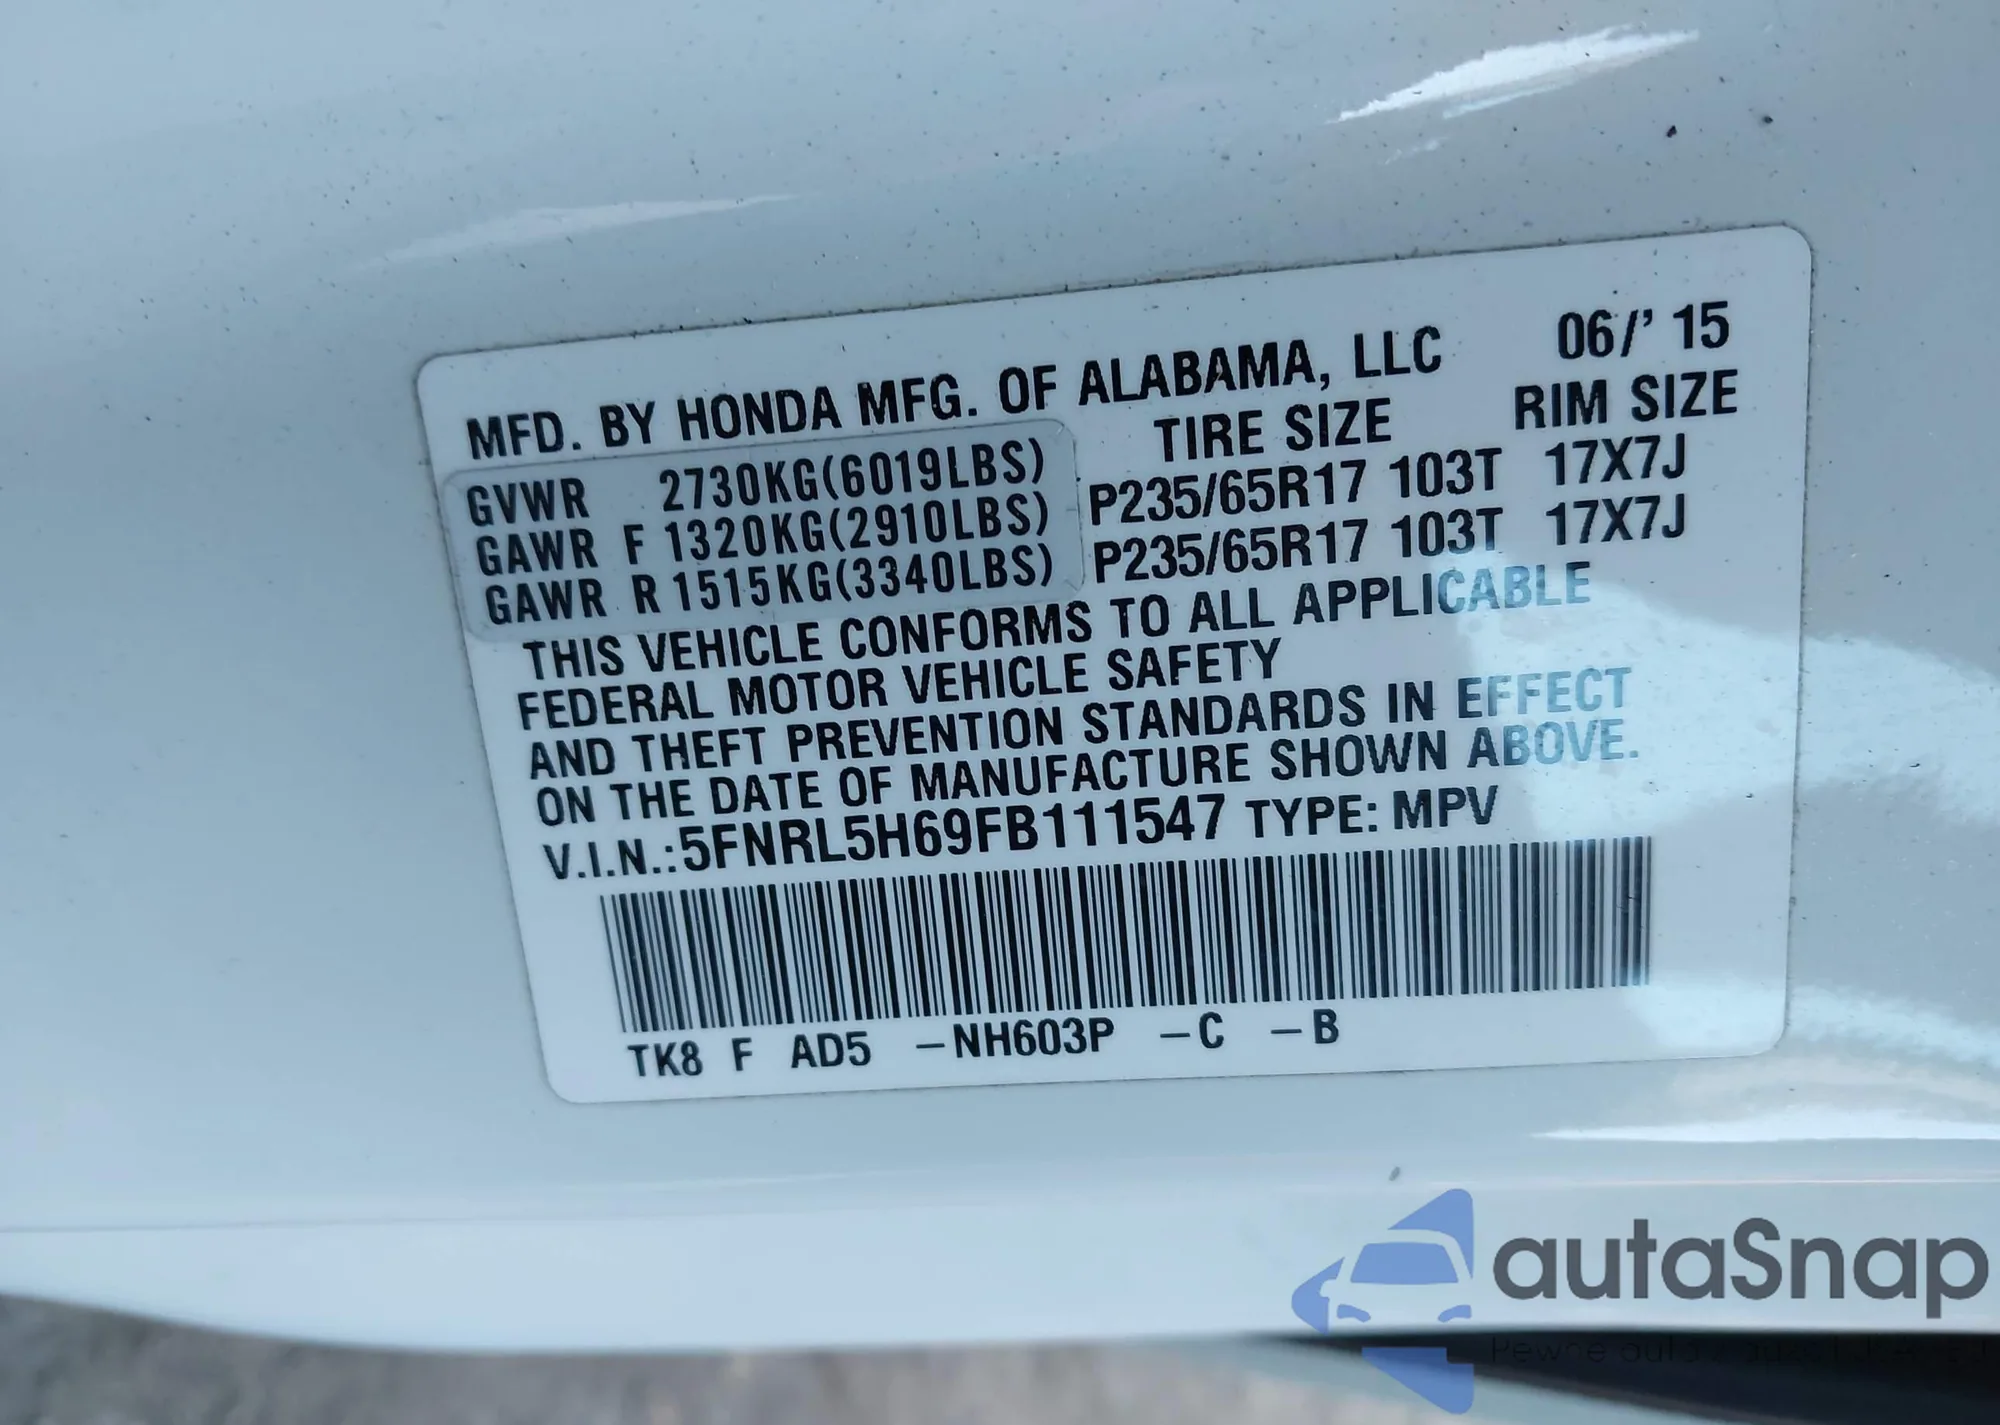 MFD. BY HONDA MFG. OF ALABAMA, LLC 06/' 15
TIRE SIZE RIM SIZE
GVWR 2730KG(6019LBS)
GAWR F 1320KG(2910LBS) P235/65R17 103T 17X7J
GAWR R 1515KG(3340LBS) P235/65R17 103T 17X7J
THIS VEHICLE CONFORMS TO ALL APPLICABLE
FEDERAL MOTOR VEHICLE SAFETY
AND THEFT PREVENTION STANDARDS IN EFFECT
ON THE DATE OF MANUFACTURE SHOWN ABOVE.
V.I.N.:5FNRL5H69FB111547 TYPE: MPV
TK8 F AD5 –NH603P –C –B
autaSnap
Pewne auta